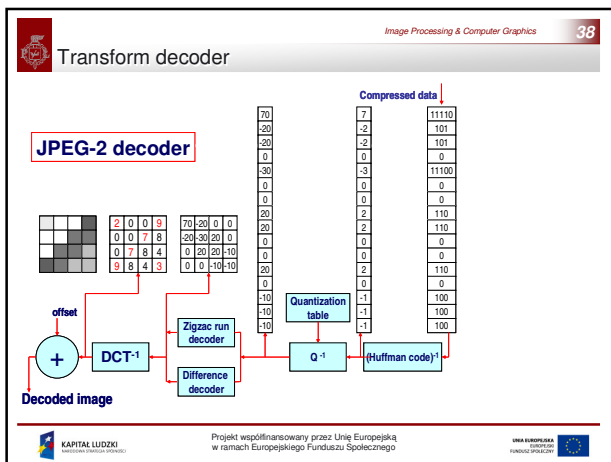 Image Processing & Computer Graphics 38
Transform decoder
Compressed data
JPEG-2 decoder
70 7 11110
-20 -2 101
-20 -2 101
0 0 0
-30 -3 11100
0 0 0
0 0 0
20 2 110
20 2 110
0 0 0
0 0 0
20 2 110
0 0 0
-10 -1 100
-10 -1 100
-10 -1 100
2 0 0 9
0 0 7 8
0 7 8 4
9 8 4 3
70 -20 0 0
-20 -30 20 0
0 20 20 -10
0 0 -10 -10
offset
+
DCT-1
Zigzac run
decoder
Difference
decoder
Quantization
table
Q -1
(Huffman code)-1
Decoded image
KAPITAŁ LUDZKI
NARODOWA STRATEGIA SPÓJNOŚCI
Projekt współfinansowany przez Unię Europejską
w ramach Europejskiego Funduszu Społecznego
UNIA EUROPEJSKA
EUROPEJSKI
FUNDUSZ SPOŁECZNY